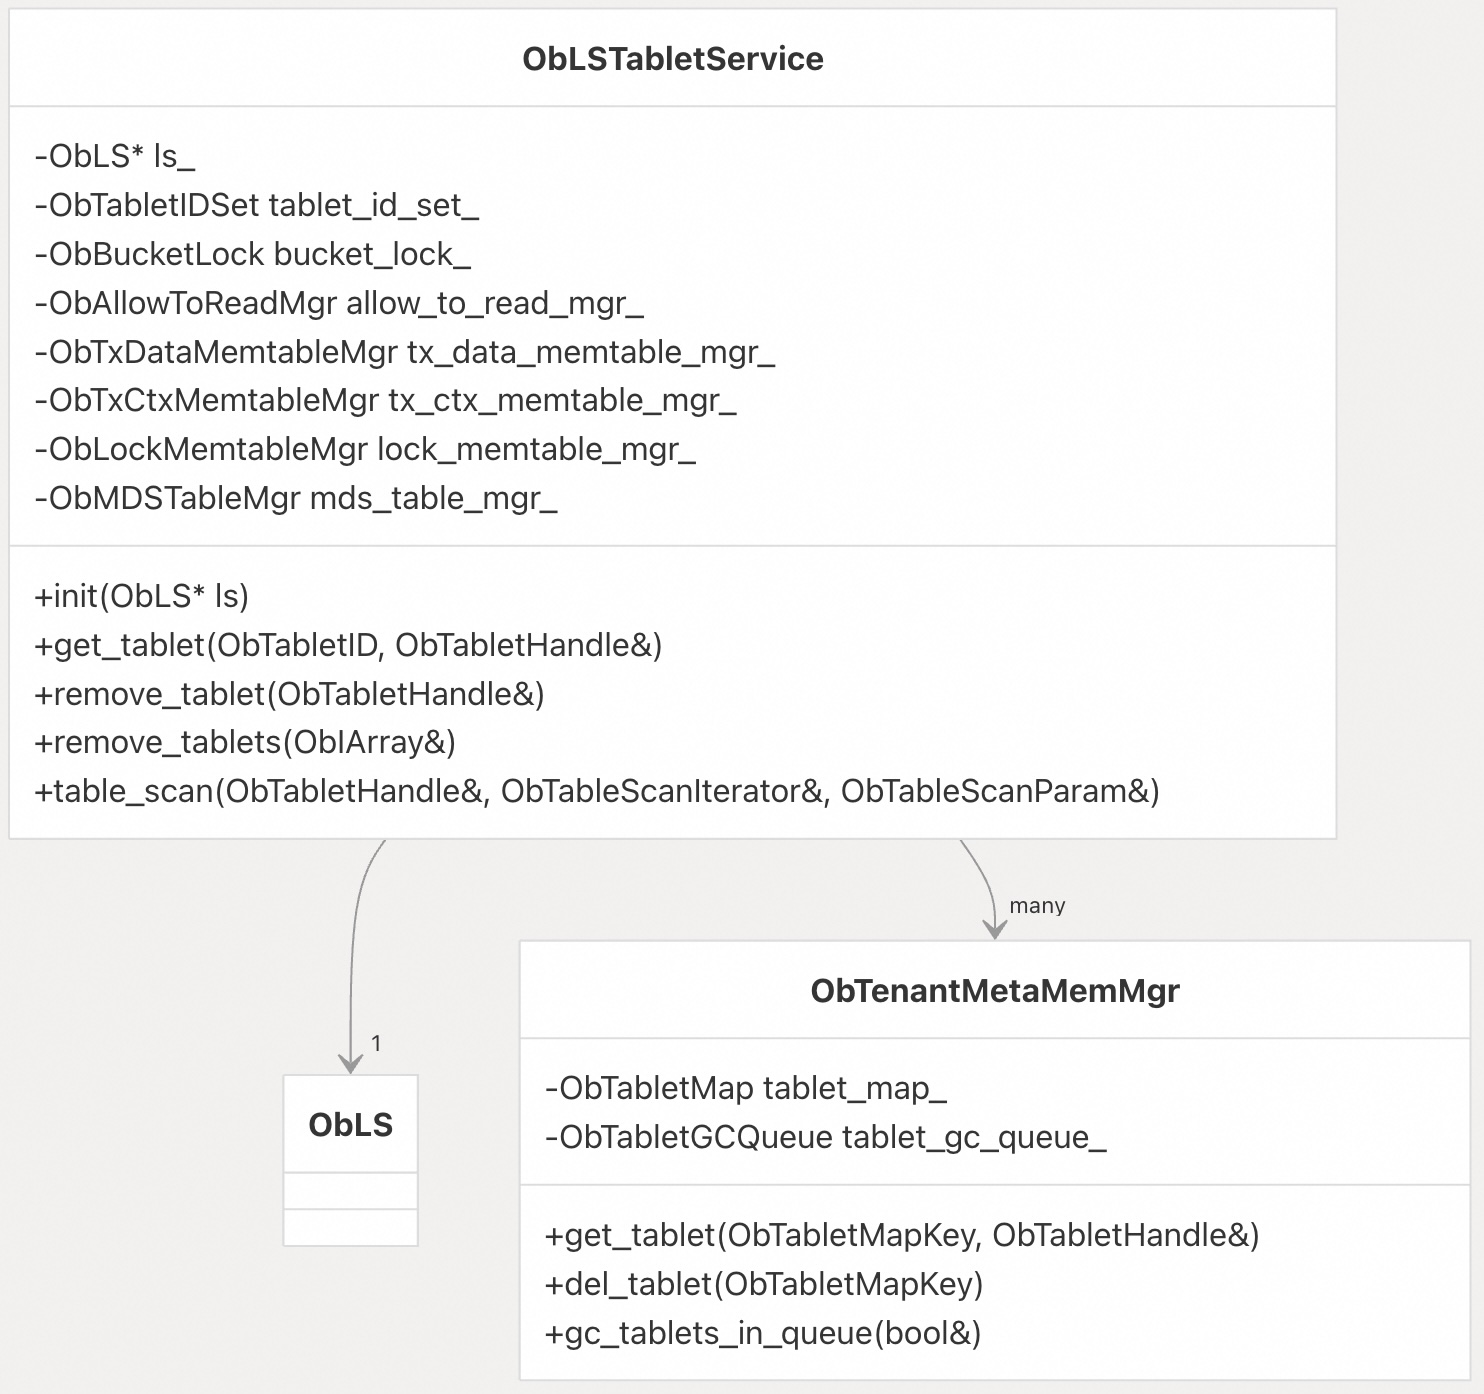 ObLSTabletService
-ObLS* ls_
-ObTabletIDSet tablet_id_set_
-ObBucketLock bucket_lock_
-ObAllowToReadMgr allow_to_read_mgr_
-ObTxDataMemtableMgr tx_data_memtable_mgr_
-ObTxCtxMemtableMgr tx_ctx_memtable_mgr_
-ObLockMemtableMgr lock_memtable_mgr_
-ObMDSTableMgr mds_table_mgr_
+init(ObLS* ls)
+get_tablet(ObTabletID, ObTabletHandle&)
+remove_tablet(ObTabletHandle&)
+remove_tablets(ObIArray&)
+table_scan(ObTabletHandle&, ObTableScanIterator&, ObTableScanParam&)
many
1
ObLS
ObTenantMetaMemMgr
-ObTabletMap tablet_map_
-ObTabletGCQueue tablet_gc_queue_
+get_tablet(ObTabletMapKey, ObTabletHandle&)
+del_tablet(ObTabletMapKey)
+gc_tablets_in_queue(bool&)